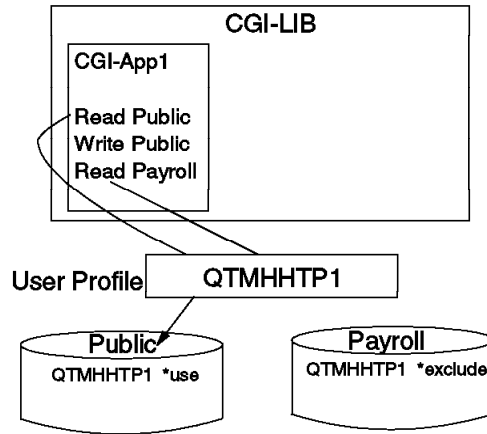 CGI-LIB
CGI-App1
Read Public
Write Public
Read Payroll
User Profile
QTMHHTP1
Public
QTMHHTP1 *use
Payroll
QTMHHTP1 *exclude